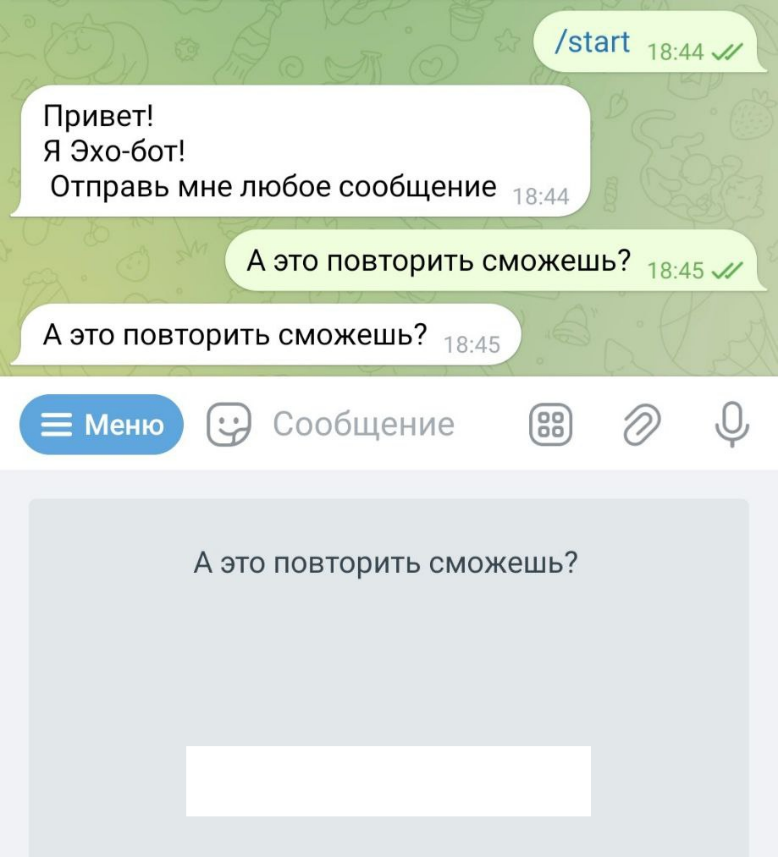 /start 18:44
Привет!
Я Эхо-бот!
Отправь мне любое сообщение 18:44
А это повторить сможешь? 18:45
А это повторить сможешь? 18:45
Меню Сообщение
А это повторить сможешь?